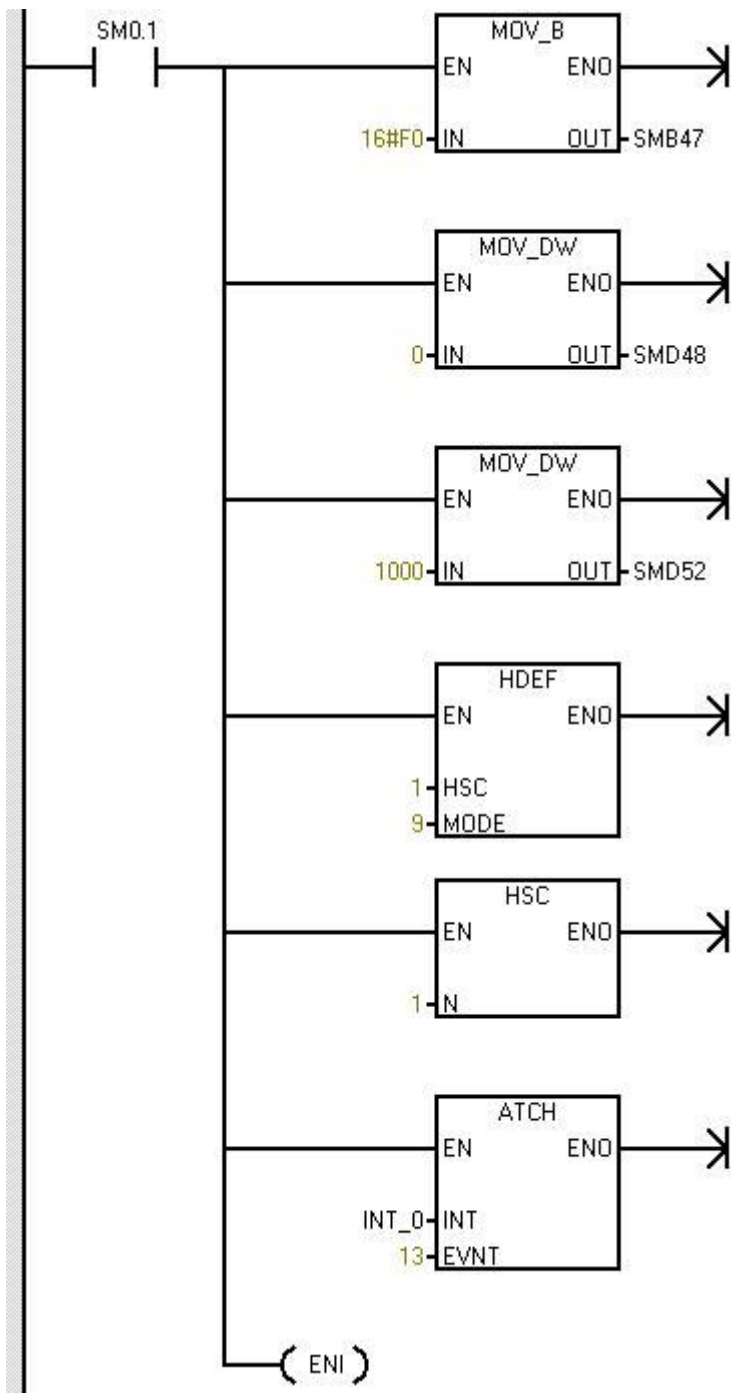 SM0.1
MOV_B
EN ENO
16#F0 IN OUT SMB47
MOV_DW
EN ENO
0 IN OUT SMD48
MOV_DW
EN ENO
1000 IN OUT SMD52
HDEF
EN ENO
1 HSC
9 MODE
HSC
EN ENO
1 N
ATCH
EN ENO
INT_0 INT
13 EVNT
ENI